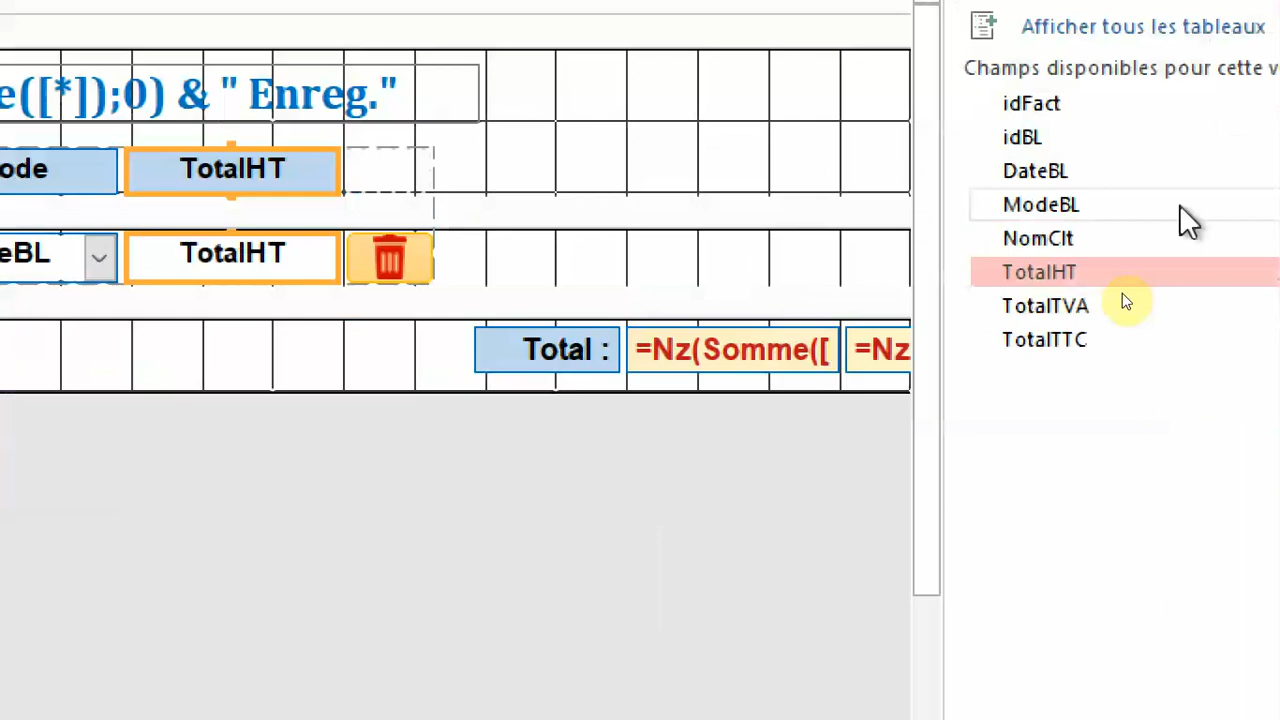 Afficher tous les tableaux
Champs disponibles pour cette v
e([*]);0) & " Enreg."
idFact
idBL
DateBL
ModeBL
NomClt
TotalHT
TotalTVA
TotalTTC
ode
TotalHT
eBL
TotalHT
Total :
=Nz(Somme([
=Nz